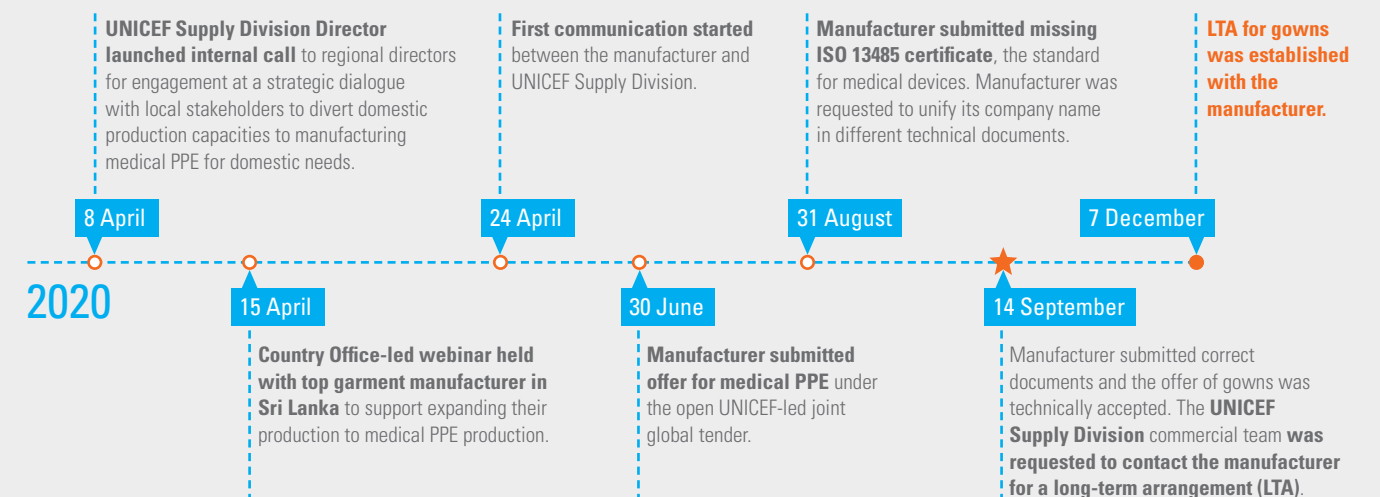 UNICEF Supply Division Director
launched internal call to regional directors
for engagement at a strategic dialogue
with local stakeholders to divert domestic
production capacities to manufacturing
medical PPE for domestic needs.
First communication started
between the manufacturer and
UNICEF Supply Division.
Manufacturer submitted missing
ISO 13485 certificate, the standard
for medical devices. Manufacturer was
requested to unify its company name
in different technical documents.
LTA for gowns
was established
with the
manufacturer.
8 April
24 April
31 August
7 December
2020
15 April
30 June
14 September
Country Office-led webinar held
with top garment manufacturer in
Sri Lanka to support expanding their
production to medical PPE production.
Manufacturer submitted
offer for medical PPE under
the open UNICEF-led joint
global tender.
Manufacturer submitted correct
documents and the offer of gowns was
technically accepted. The UNICEF
Supply Division commercial team was
requested to contact the manufacturer
for a long-term arrangement (LTA).